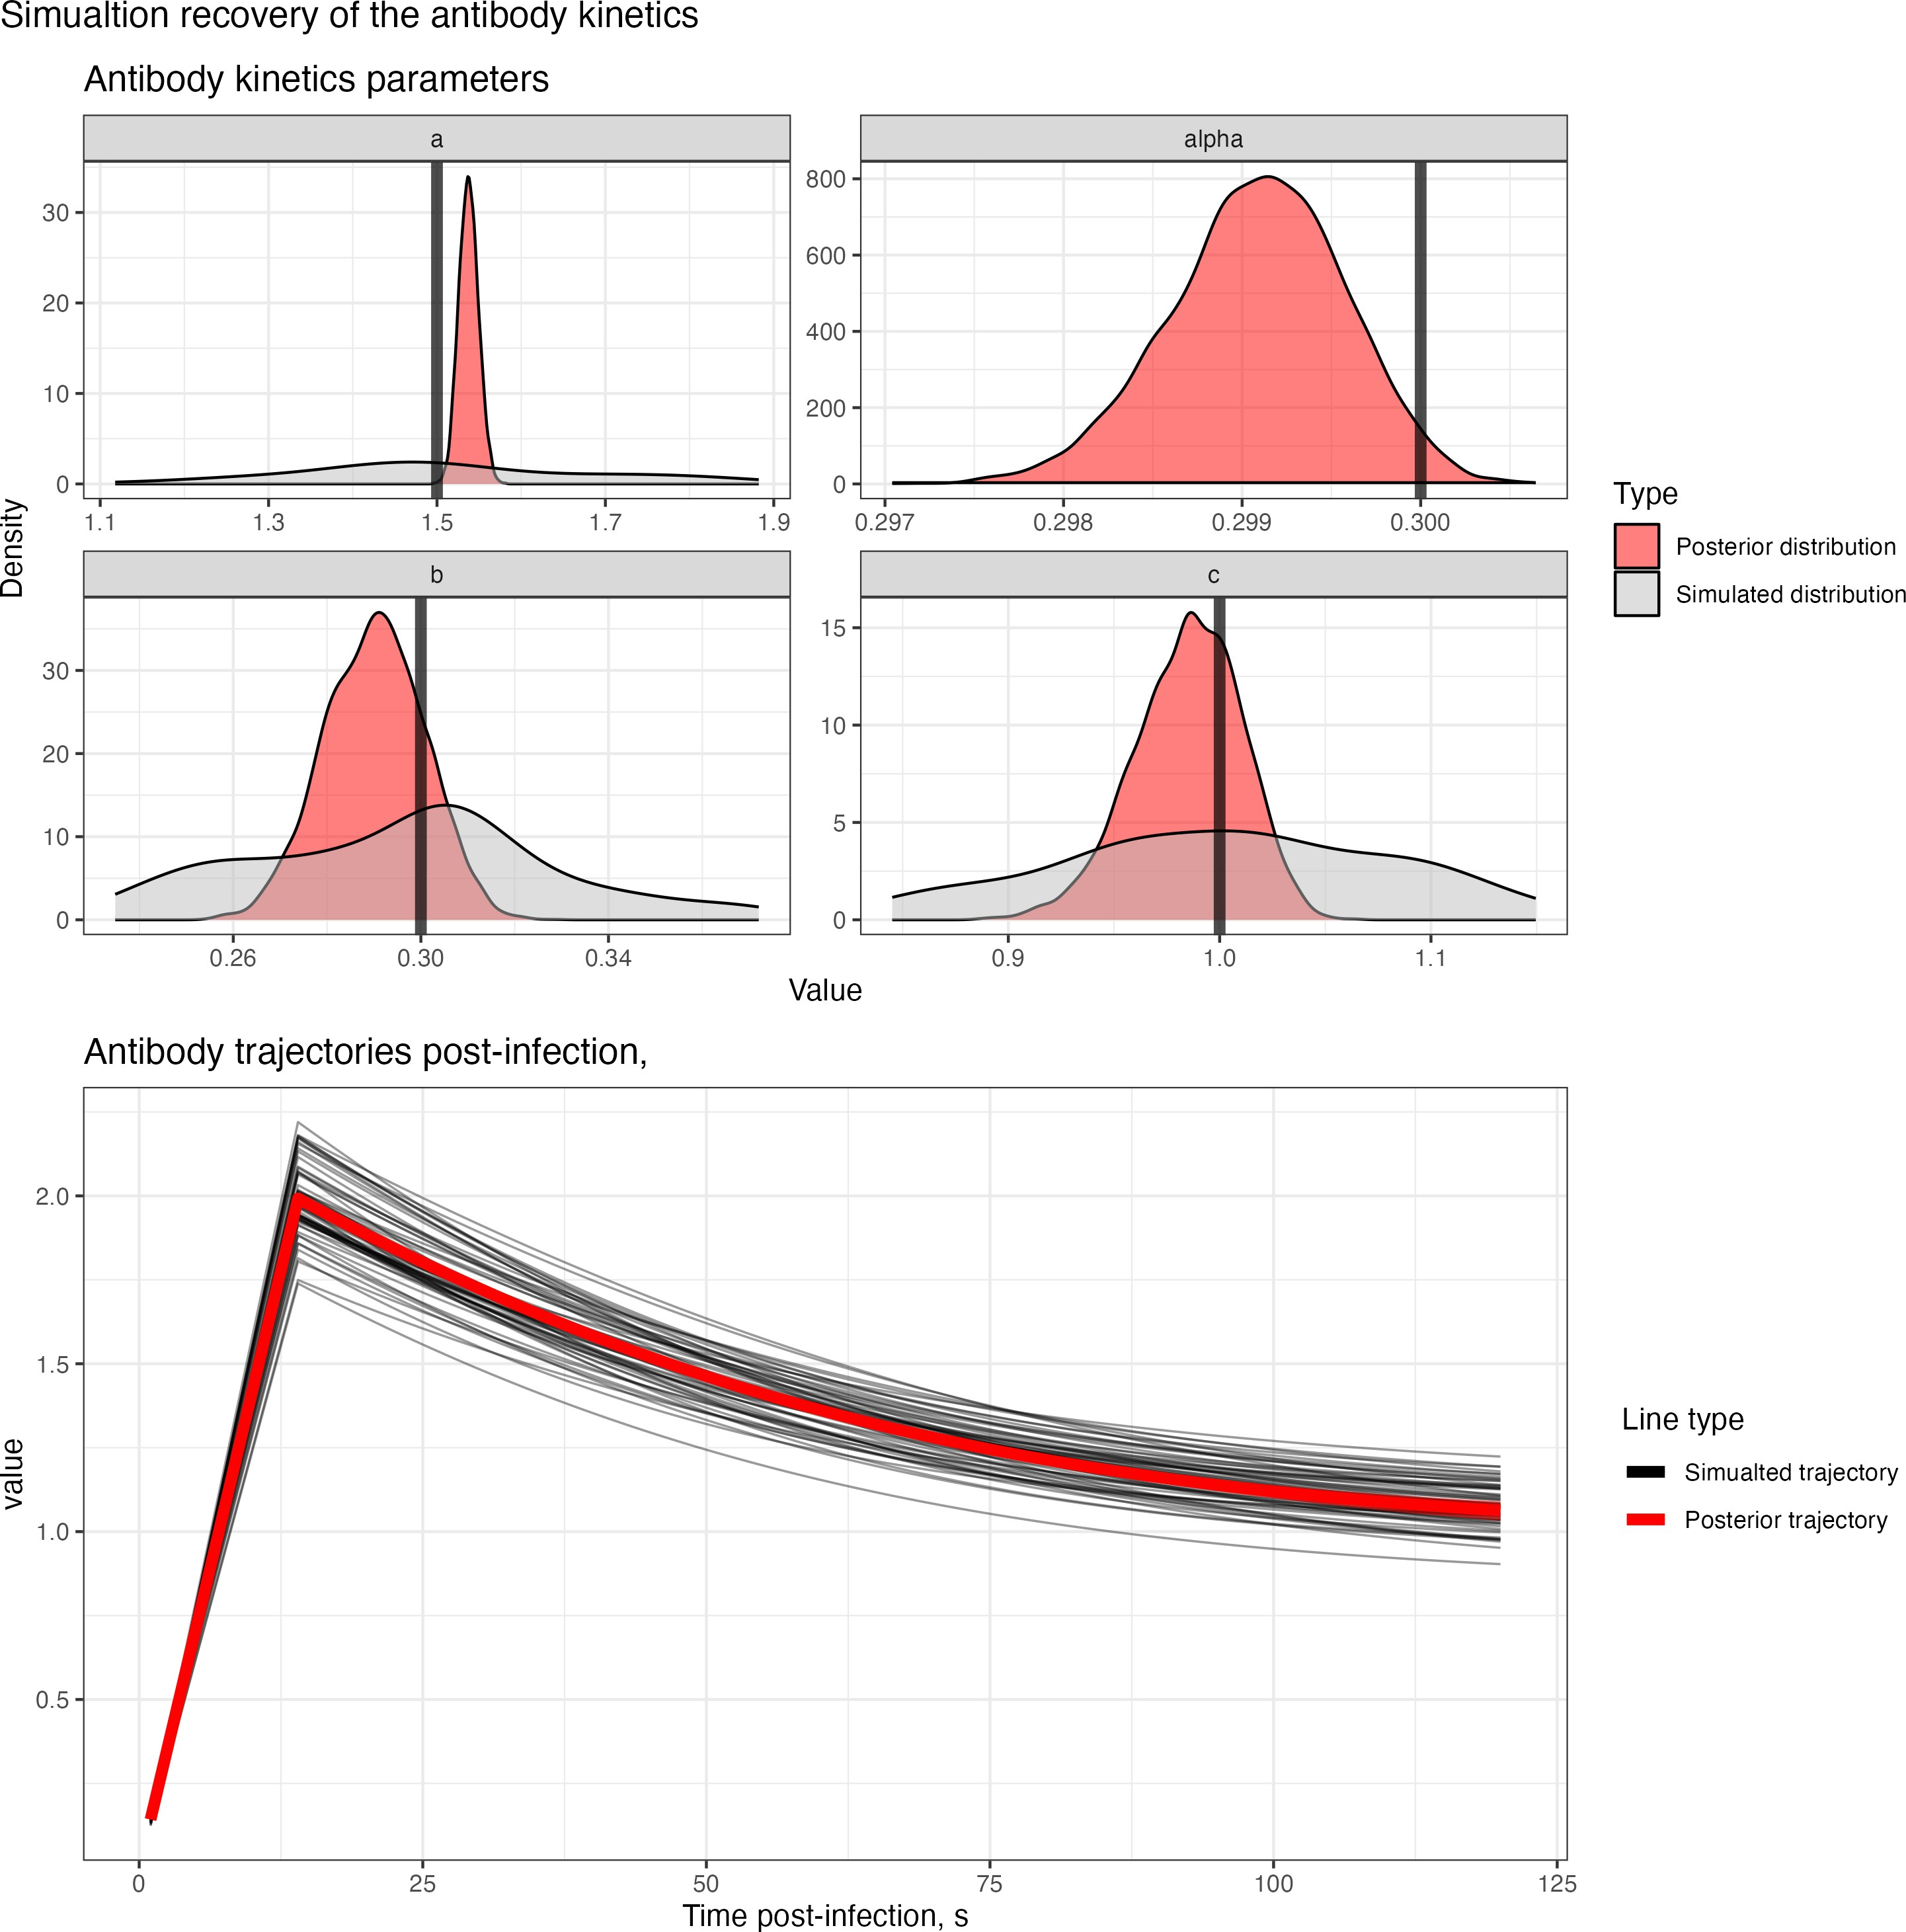 Simualtion recovery of the antibody kinetics
Antibody kinetics parameters
a
alpha
30
20
10
0
1.1 1.3 1.5 1.7 1.9
800
600
400
200
0
0.297 0.298 0.299 0.300
b
c
30
20
10
0
0.26 0.30 0.34
15
10
5
0
0.9 1.0 1.1
Density
Value
Type
Posterior distribution
Simulated distribution
Antibody trajectories post-infection,
2.0
1.5
1.0
0.5
0 25 50 75 100 125
value
Time post-infection, s
Line type
Simualted trajectory
Posterior trajectory